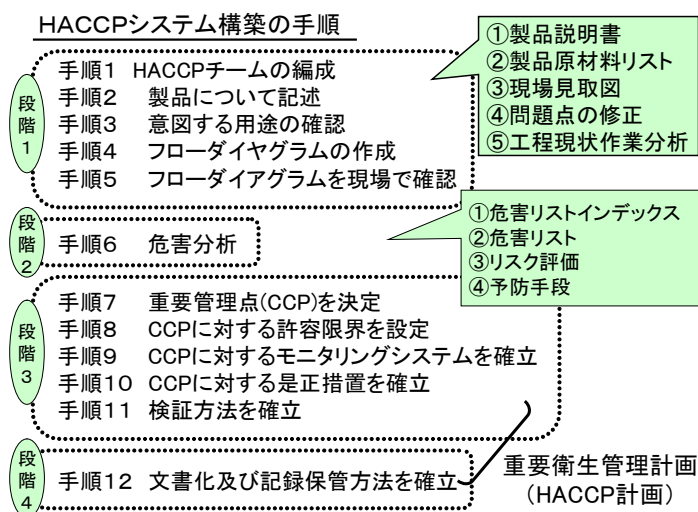 HACCPシステム構築の手順
段階1
手順1 HACCPチームの編成
手順2 製品について記述
手順3 意図する用途の確認
手順4 フローダイヤグラムの作成
手順5 フローダイアグラムを現場で確認
①製品説明書
②製品原材料リスト
③現場見取図
④問題点の修正
⑤工程現状作業分析
段階2
手順6 危害分析
①危害リストインデックス
②危害リスト
③リスク評価
④予防手段
段階3
手順7 重要管理点(CCP)を決定
手順8 CCPに対する許容限界を設定
手順9 CCPに対するモニタリングシステムを確立
手順10 CCPに対する是正措置を確立
手順11 検証方法を確立
段階4
手順12 文書化及び記録保管方法を確立
重要衛生管理計画
(HACCP計画)